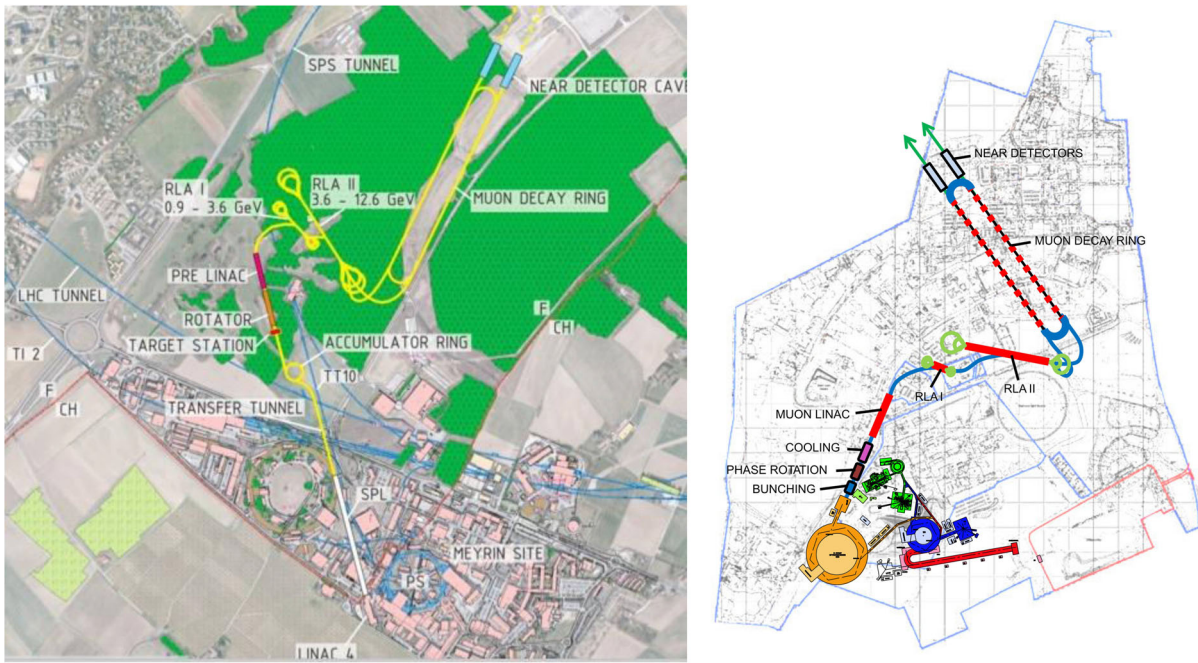 SPS TUNNEL
NEAR DETECTOR CAVE
RLA I
0.9 – 3.6 GeV
RLA II
3.6 – 12.6 GeV
MUON DECAY RING
PRE LINAC
LHC TUNNEL
ROTATOR
TARGET STATION
ACCUMULATOR RING
TI 2
TT10
F
CH
F
CH
TRANSFER TUNNEL
SPL
MEYRIN SITE
PS
LINAC 4
NEAR DETECTORS
MUON DECAY RING
RLA I
RLA II
MUON LINAC
COOLING
PHASE ROTATION
BUNCHING